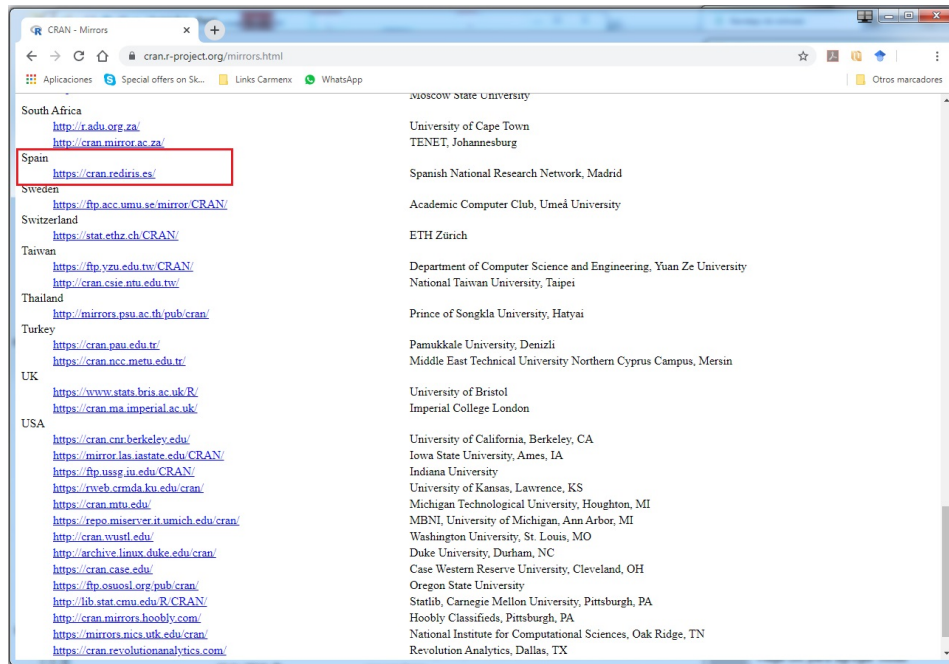 CRAN - Mirrors
cran.r-project.org/mirrors.html
Aplicaciones Special offers on Sk... Links Carmenx WhatsApp Otros marcadores
Moscow State University
South Africa
http://r.adu.org.za/ University of Cape Town
http://cran.mirror.ac.za/ TENET, Johannesburg
Spain
https://cran.rediris.es/ Spanish National Research Network, Madrid
Sweden
https://ftp.acc.umu.se/mirror/CRAN/ Academic Computer Club, Umeå University
Switzerland
https://stat.ethz.ch/CRAN/ ETH Zürich
Taiwan
https://ftp.yzu.edu.tw/CRAN/ Department of Computer Science and Engineering, Yuan Ze University
http://cran.csie.ntu.edu.tw/ National Taiwan University, Taipei
Thailand
http://mirrors.psu.ac.th/pub/cran/ Prince of Songkla University, Hatyai
Turkey
https://cran.pau.edu.tr/ Pamukkale University, Denizli
https://cran.ncc.metu.edu.tr/ Middle East Technical University Northern Cyprus Campus, Mersin
UK
https://www.stats.bris.ac.uk/R/ University of Bristol
https://cran.ma.imperial.ac.uk/ Imperial College London
USA
https://cran.cnr.berkeley.edu/ University of California, Berkeley, CA
https://mirror.las.iastate.edu/CRAN/ Iowa State University, Ames, IA
https://ftp.ussg.iu.edu/CRAN/ Indiana University
https://rweb.crmda.ku.edu/cran/ University of Kansas, Lawrence, KS
https://cran.mtu.edu/ Michigan Technological University, Houghton, MI
https://repo.miserver.it.umich.edu/cran/ MBNI, University of Michigan, Ann Arbor, MI
http://cran.wustl.edu/ Washington University, St. Louis, MO
http://archive.linux.duke.edu/cran/ Duke University, Durham, NC
https://cran.case.edu/ Case Western Reserve University, Cleveland, OH
https://ftp.osuosl.org/pub/cran/ Oregon State University
http://lib.stat.cmu.edu/R/CRAN/ Statlib, Carnegie Mellon University, Pittsburgh, PA
http://cran.mirrors.hoobly.com/ Hoobly Classifieds, Pittsburgh, PA
https://mirrors.nics.utk.edu/cran/ National Institute for Computational Sciences, Oak Ridge, TN
https://cran.revolutionanalytics.com/ Revolution Analytics, Dallas, TX